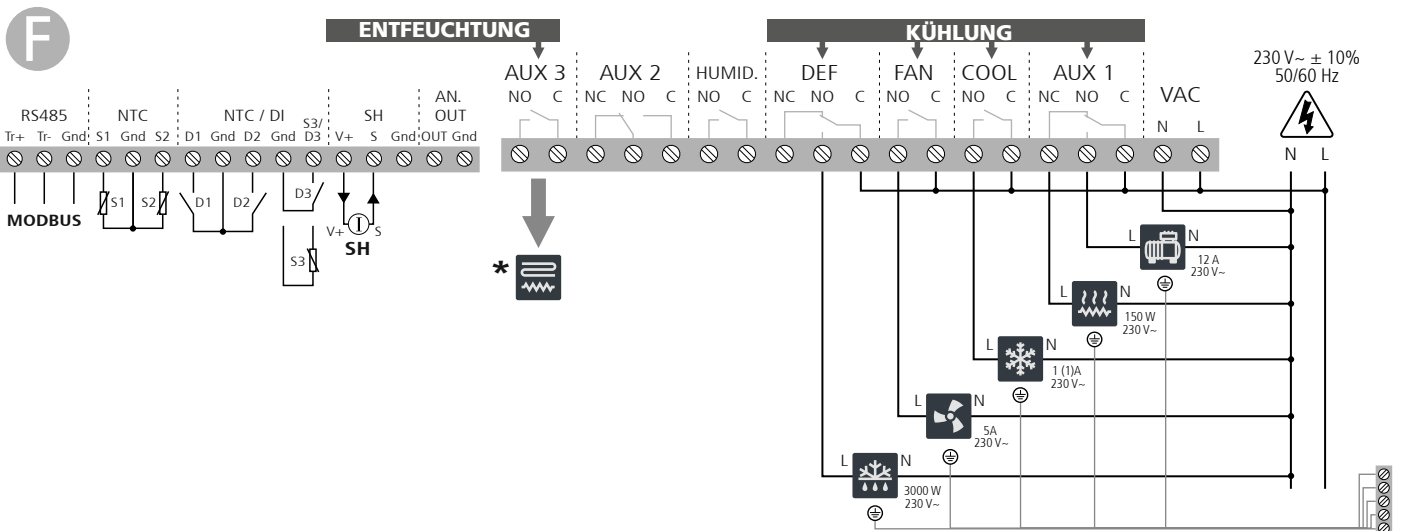 F
ENTFEUCHTUNG
KÜHLUNG
AUX 3 AUX 2 HUMID. DEF FAN COOL AUX 1 VAC
NO C NC NO C NO C NC NO C NO C NO C NC NO C N L
230 V~ ± 10%
50/60 Hz
N L
RS485 NTC NTC / DI SH AN. OUT
Tr+ Tr- Gnd S1 Gnd S2 D1 Gnd D2 Gnd S3/D3 V+ S Gnd OUT Gnd
MODBUS
S1 S2 D1 D2 D3
S3
V+ I S
SH
*
L N
12 A
230 V~
L N
150 W
230 V~
L N
1 (1)A
230 V~
L N
5A
230 V~
L N
3000 W
230 V~